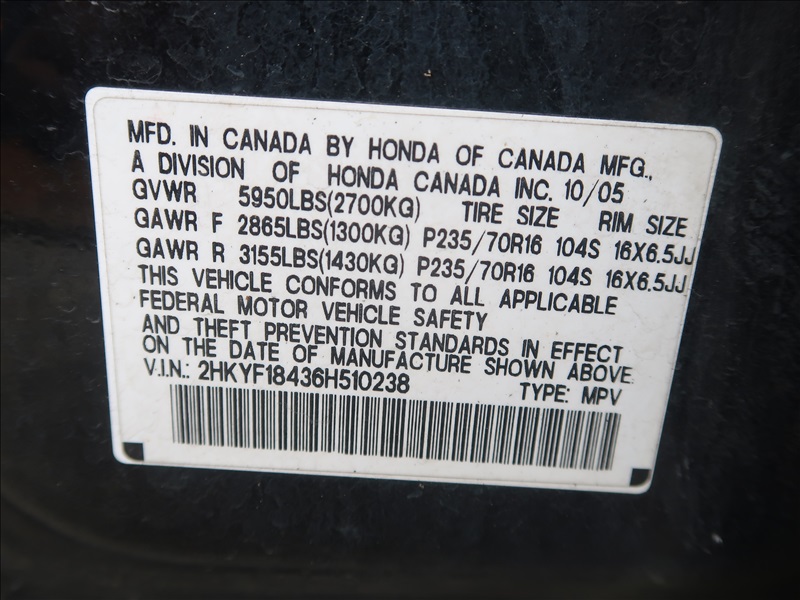 MFD. IN CANADA BY HONDA OF CANADA MFG.,
A DIVISION OF HONDA CANADA INC. 10/05
GVWR 5950LBS(2700KG) TIRE SIZE RIM SIZE
GAWR F 2865LBS(1300KG) P235/70R16 104S 16X6.5JJ
GAWR R 3155LBS(1430KG) P235/70R16 104S 16X6.5JJ
THIS VEHICLE CONFORMS TO ALL APPLICABLE
FEDERAL MOTOR VEHICLE SAFETY
AND THEFT PREVENTION STANDARDS IN EFFECT
ON THE DATE OF MANUFACTURE SHOWN ABOVE.
V.I.N.: 2HKYF18436H510238 TYPE: MPV